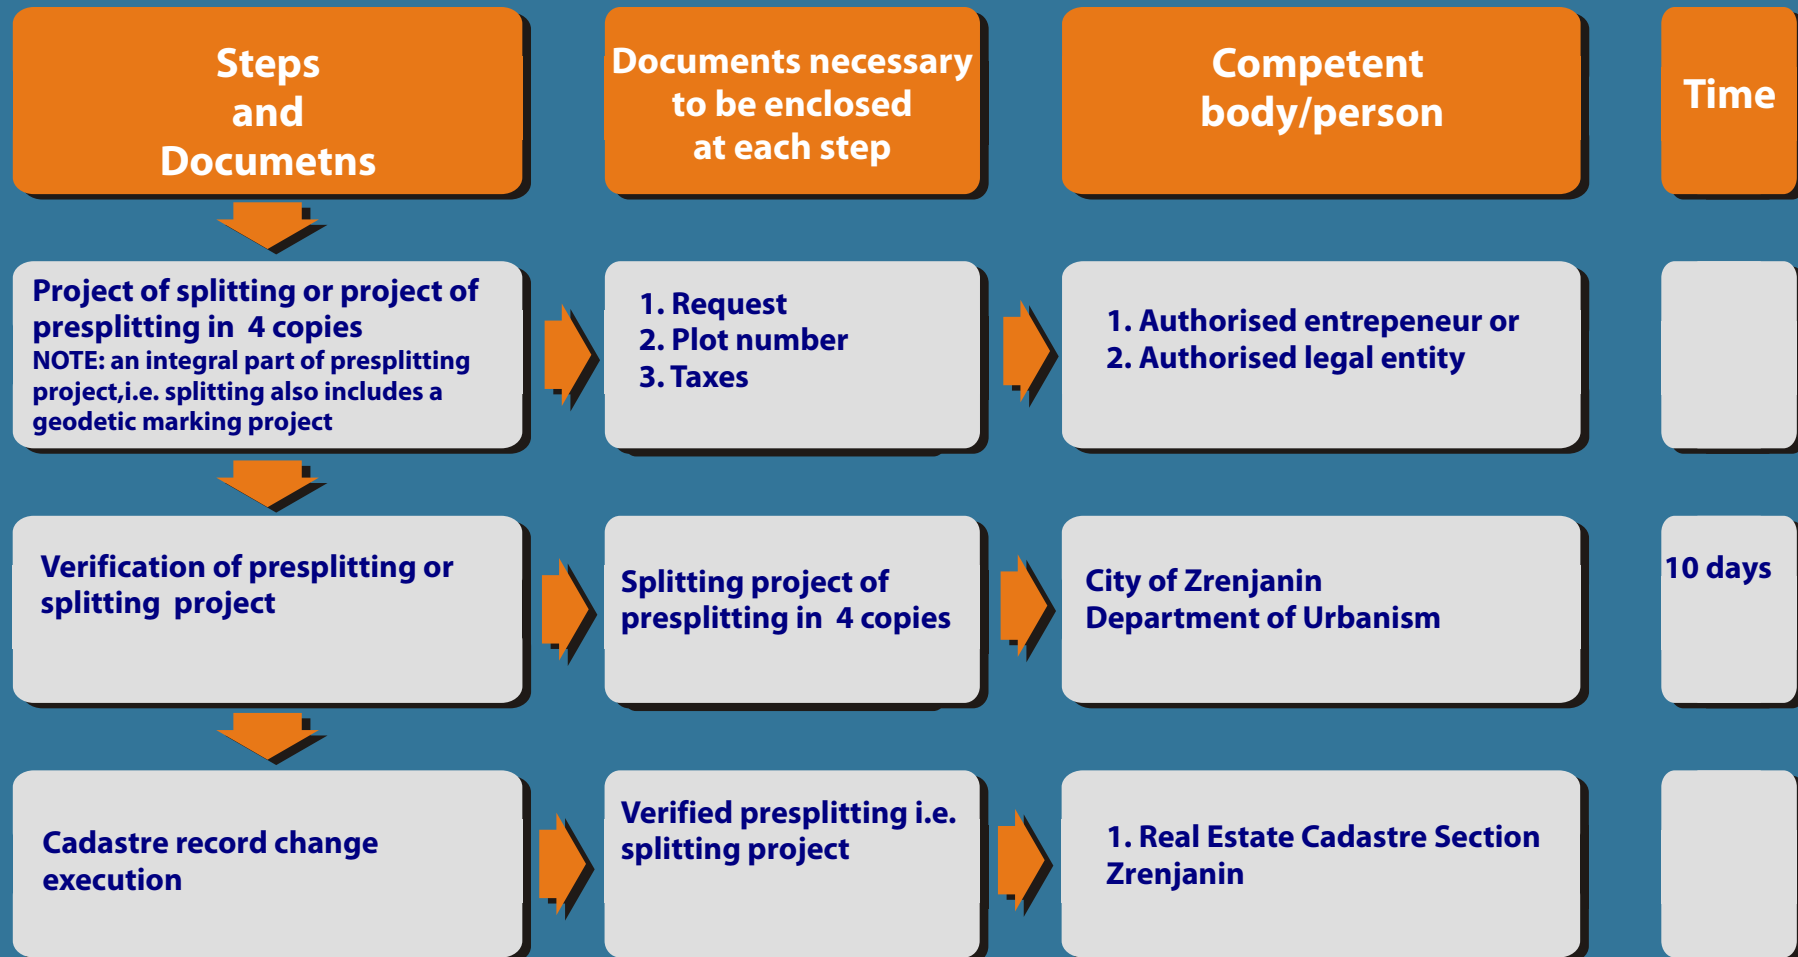 Steps
and
Documetns
Documents necessary
to be enclosed
at each step
Competent
body/person
Time
Project of splitting or project of
presplitting in 4 copies
NOTE: an integral part of presplitting
project,i.e. splitting also includes a
geodetic marking project
1. Request
2. Plot number
3. Taxes
1. Authorised entrepeneur or
2. Authorised legal entity
Verification of presplitting or
splitting project
Splitting project of
presplitting in 4 copies
City of Zrenjanin
Department of Urbanism
10 days
Cadastre record change
execution
Verified presplitting i.e.
splitting project
1. Real Estate Cadastre Section
Zrenjanin